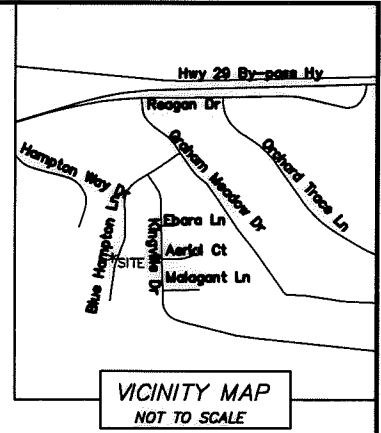 Hwy 29 By-pass Hy
Reagan Dr
Hampton Way Dr
Graham Meadow Dr
Orchard Trace Ln
Blue Hampton Ln
SITE
Kingville Dr
Ebara Ln
Aerial Ct
Malagant Ln
VICINITY MAP
NOT TO SCALE